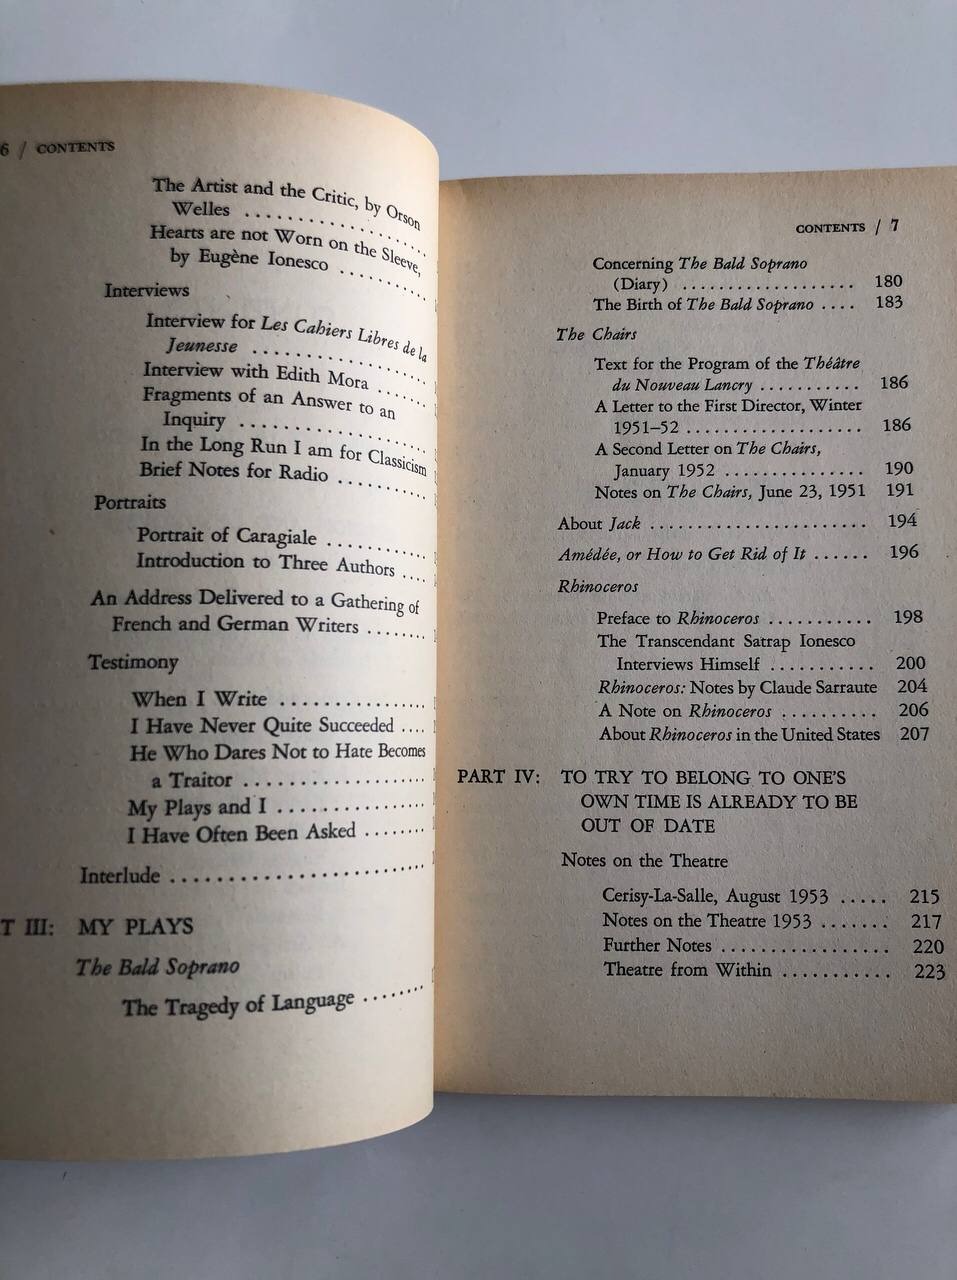 6 / CONTENTS
The Artist and the Critic, by Orson
Welles ..................
Hearts are not Worn on the Sleeve,
by Eugène Ionesco ..........
Interviews
Interview for Les Cahiers Libres de la
Jeunesse ..................
Interview with Edith Mora .......
Fragments of an Answer to an
Inquiry ..................
In the Long Run I am for Classicism
Brief Notes for Radio ..........
Portraits
Portrait of Caragiale ..........
Introduction to Three Authors ....
An Address Delivered to a Gathering of
French and German Writers ........
Testimony
When I Write ................
I Have Never Quite Succeeded ....
He Who Dares Not to Hate Becomes
a Traitor ....................
My Plays and I ................
I Have Often Been Asked ........
Interlude ........................
T III: MY PLAYS
The Bald Soprano
The Tragedy of Language ........
CONTENTS / 7
Concerning The Bald Soprano
(Diary) ................... 180
The Birth of The Bald Soprano .... 183
The Chairs
Text for the Program of the Théâtre
du Nouveau Lancry ........... 186
A Letter to the First Director, Winter
1951–52 ................... 186
A Second Letter on The Chairs,
January 1952 ............... 190
Notes on The Chairs, June 23, 1951 191
About Jack ....................... 194
Amédée, or How to Get Rid of It ...... 196
Rhinoceros
Preface to Rhinoceros ........... 198
The Transcendant Satrap Ionesco
Interviews Himself ........... 200
Rhinoceros: Notes by Claude Sarraute 204
A Note on Rhinoceros .......... 206
About Rhinoceros in the United States 207
PART IV: TO TRY TO BELONG TO ONE'S
OWN TIME IS ALREADY TO BE
OUT OF DATE
Notes on the Theatre
Cerisy-La-Salle, August 1953 ..... 215
Notes on the Theatre 1953 ....... 217
Further Notes ................. 220
Theatre from Within ........... 223